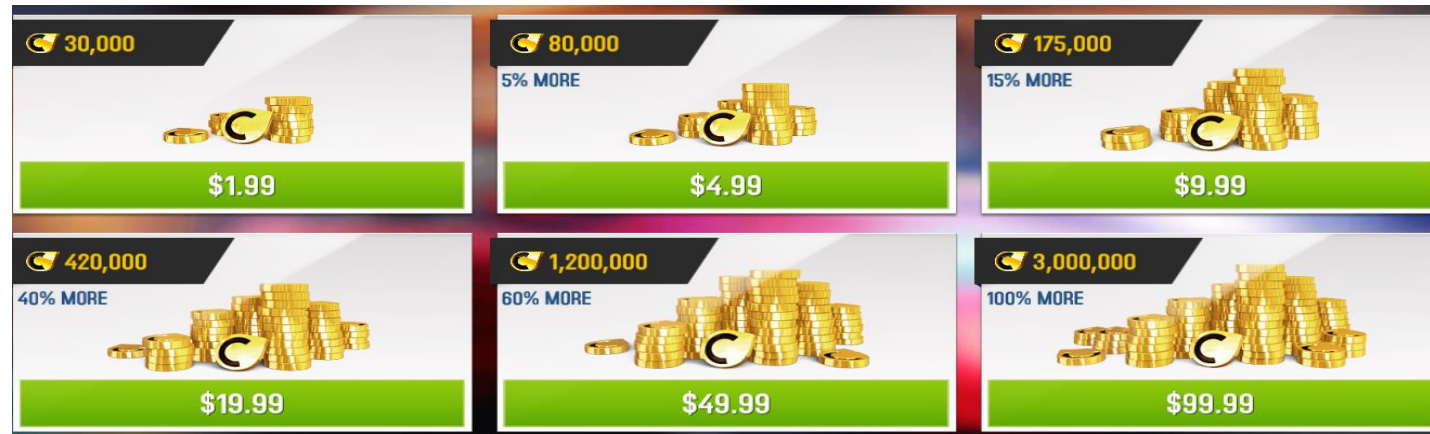 30,000
$1.99
80,000
5% MORE
$4.99
175,000
15% MORE
$9.99
420,000
40% MORE
$19.99
1,200,000
60% MORE
$49.99
3,000,000
100% MORE
$99.99